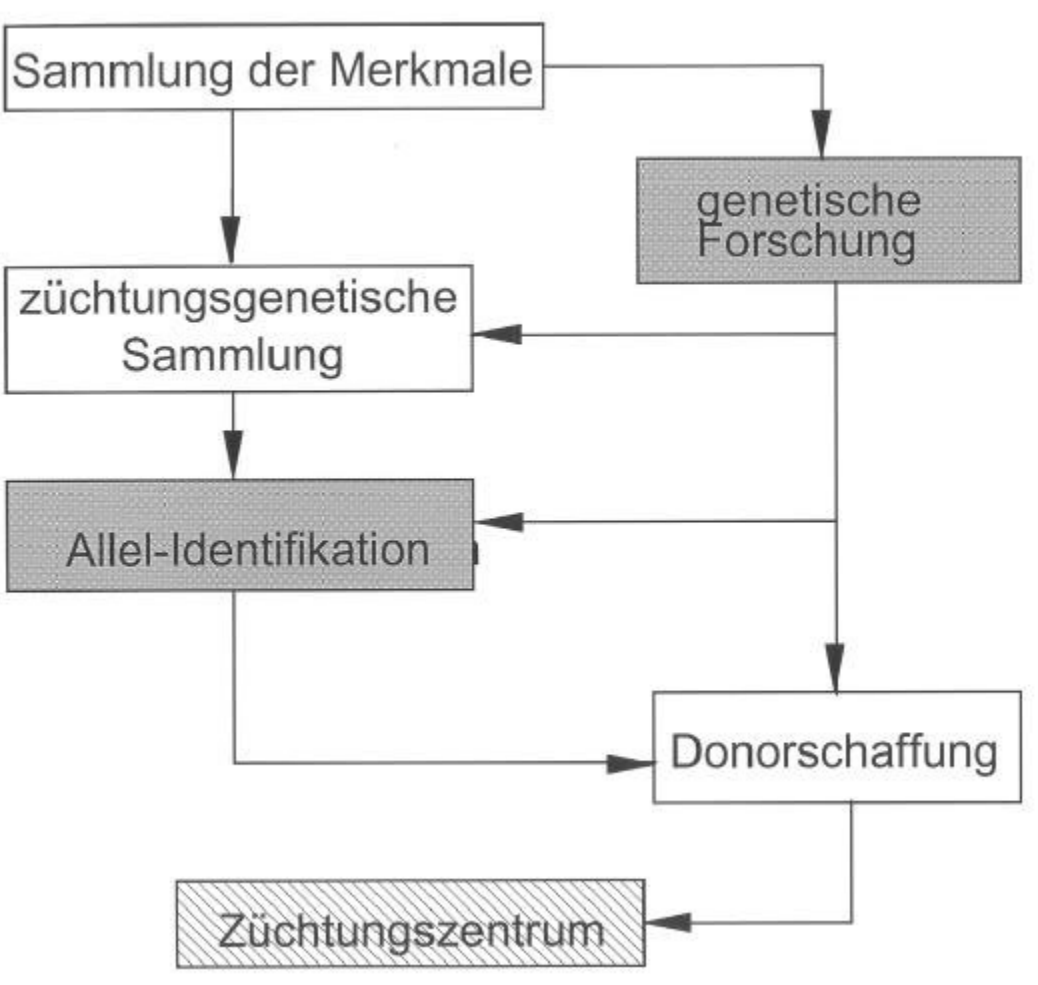 Sammlung der Merkmale
genetische
Forschung
züchtungsgenetische
Sammlung
Allel-Identifikation
Donorschaffung
Züchtungszentrum